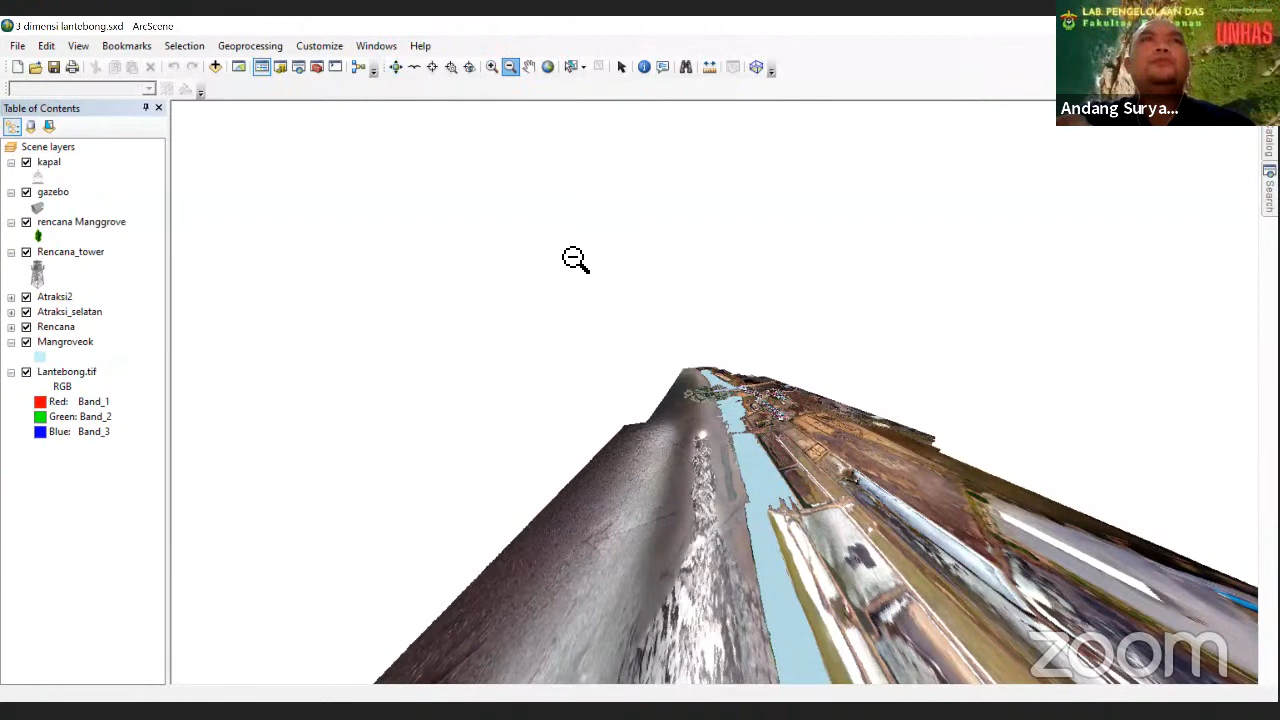 3 dimensi lantebong.sxd - ArcScene
File Edit View Bookmarks Selection Geoprocessing Customize Windows Help
Table of Contents
Scene layers
kapal
gazebo
rencana Manggrove
Rencana_tower
Atraksi2
Atraksi_selatan
Rencana
Mangroveok
Lantebong.tif
RGB
Red: Band_1
Green: Band_2
Blue: Band_3
LAB. PENGELOLAAN DAS
UNHAS
Andang Surya...
Search
zoom